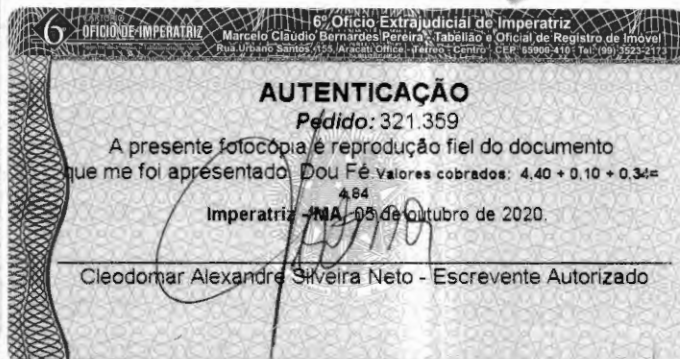 6 CARTÓRIO
OFÍCIO DE IMPERATRIZ
6º Ofício Extrajudicial de Imperatriz
Marcelo Cláudio Bernardes Pereira - Tabelião e Oficial de Registro de Imóvel
Rua Urbano Santos, 155, Aracati Office - Térreo - Centro - CEP. 65900-410 - Tel.: (99) 3523-2173
AUTENTICAÇÃO
Pedido: 321.359
A presente fotocópia é reprodução fiel do documento
que me foi apresentado. Dou Fé. Valores cobrados: 4,40 + 0,10 + 0,34=
4,84
Imperatriz - MA, 05 de outubro de 2020.
Cleodomar Alexandre Silveira Neto - Escrevente Autorizado